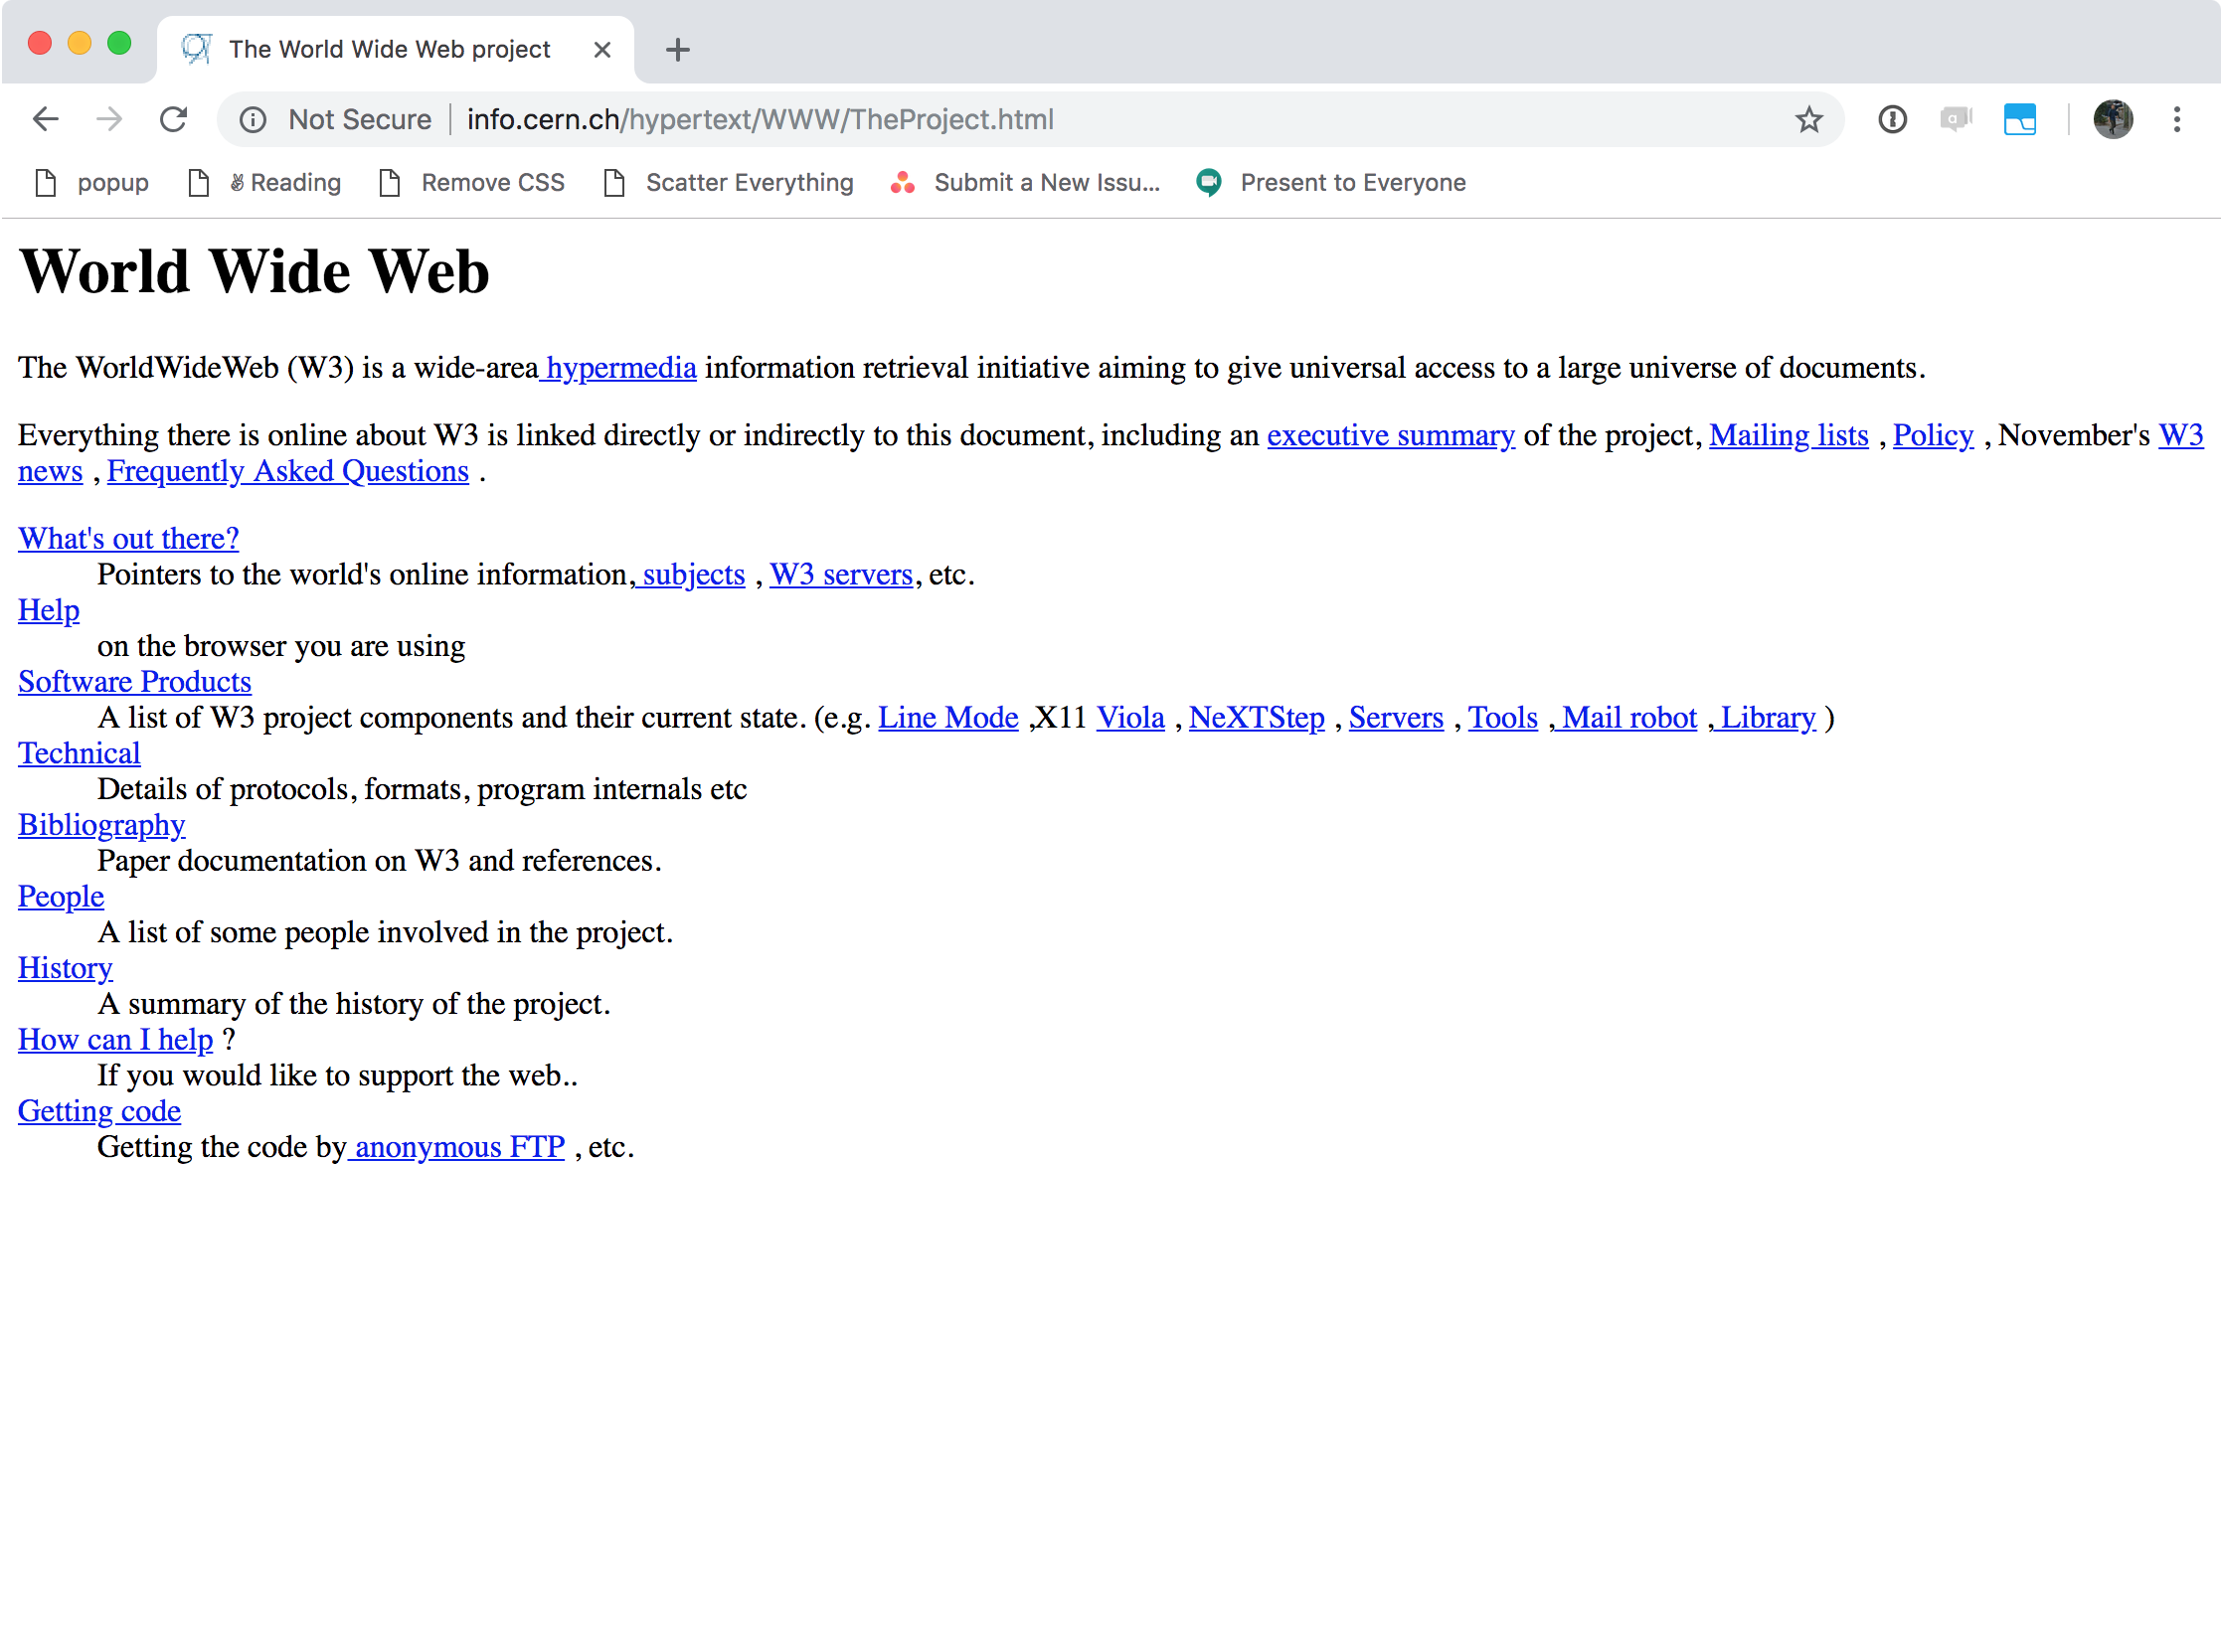 The World Wide Web project
Not Secure | info.cern.ch/hypertext/WWW/TheProject.html
popup ✌Reading Remove CSS Scatter Everything Submit a New Issu... Present to Everyone
World Wide Web
The WorldWideWeb (W3) is a wide-area hypermedia information retrieval initiative aiming to give universal access to a large universe of documents.
Everything there is online about W3 is linked directly or indirectly to this document, including an executive summary of the project, Mailing lists , Policy , November's W3
news , Frequently Asked Questions .
What's out there?
Pointers to the world's online information, subjects , W3 servers, etc.
Help
on the browser you are using
Software Products
A list of W3 project components and their current state. (e.g. Line Mode ,X11 Viola , NeXTStep , Servers , Tools , Mail robot , Library )
Technical
Details of protocols, formats, program internals etc
Bibliography
Paper documentation on W3 and references.
People
A list of some people involved in the project.
History
A summary of the history of the project.
How can I help ?
If you would like to support the web..
Getting code
Getting the code by anonymous FTP , etc.